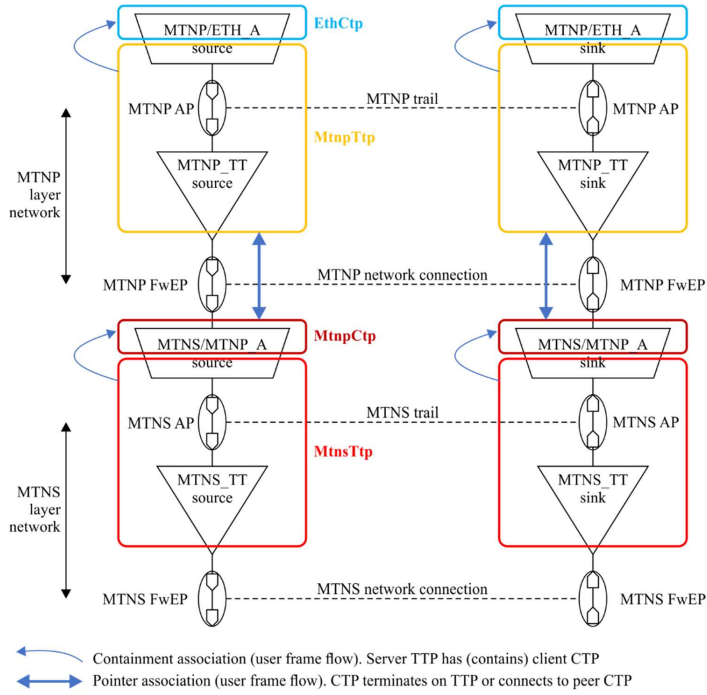 MTNP/ETH_A
source
EthCtp
MTNP/ETH_A
sink
MTNP AP
MTNP trail
MTNP AP
MtnpTtp
MTNP_TT
source
MTNP_TT
sink
MTNP
layer
network
MTNP FwEP
MTNP network connection
MTNP FwEP
MTNS/MTNP_A
source
MtnpCtp
MTNS/MTNP_A
sink
MTNS AP
MTNS trail
MTNS AP
MtnsTtp
MTNS_TT
source
MTNS_TT
sink
MTNS
layer
network
MTNS FwEP
MTNS network connection
MTNS FwEP
Containment association (user frame flow). Server TTP has (contains) client CTP
Pointer association (user frame flow). CTP terminates on TTP or connects to peer CTP